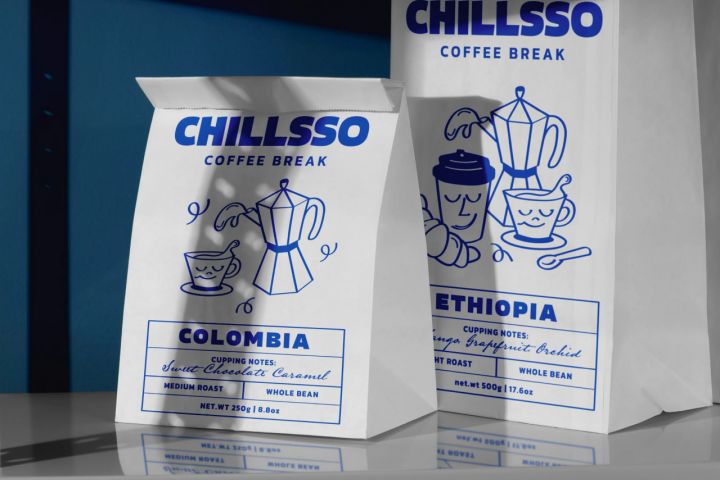 CHILLSSO
COFFEE BREAK
COLOMBIA
CUPPING NOTES:
Sweet Chocolate Caramel
MEDIUM ROAST
WHOLE BEAN
NET.WT 250g | 8.8oz
CHILLSSO
COFFEE BREAK
ETHIOPIA
CUPPING NOTES:
Grapefruit Orchid
ROAST
WHOLE BEAN
net.wt 500g | 17.6oz